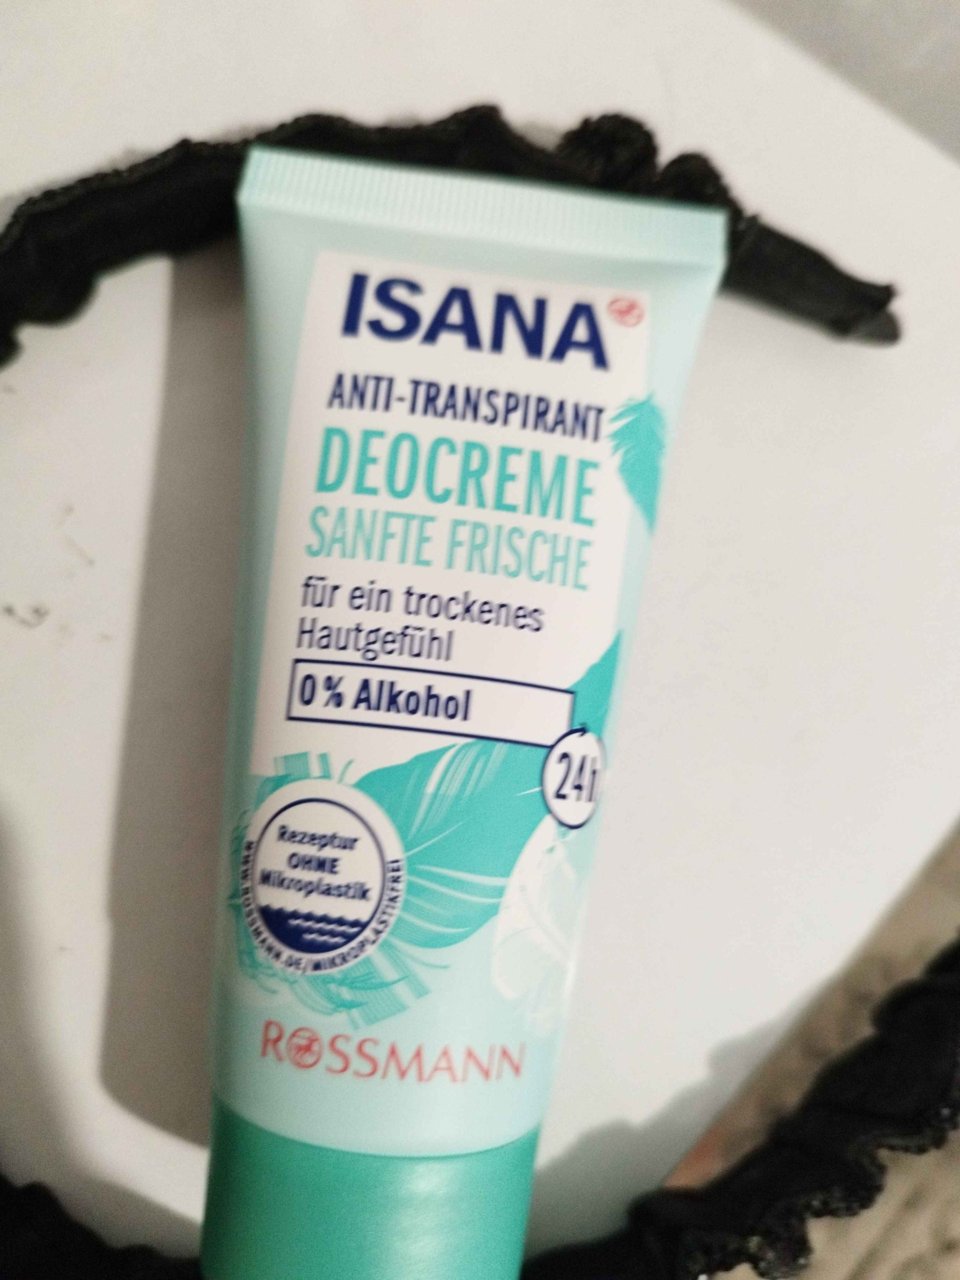 ISANA
ANTI-TRANSPIRANT
DEOCREME
SANFTE FRISCHE
für ein trockenes
Hautgefühl
0% Alkohol
24h
Rezeptur
OHNE
Mikroplastik
WWW.ROSSMANN.DE/MIKROPLASTIKFREI
ROSSMANN